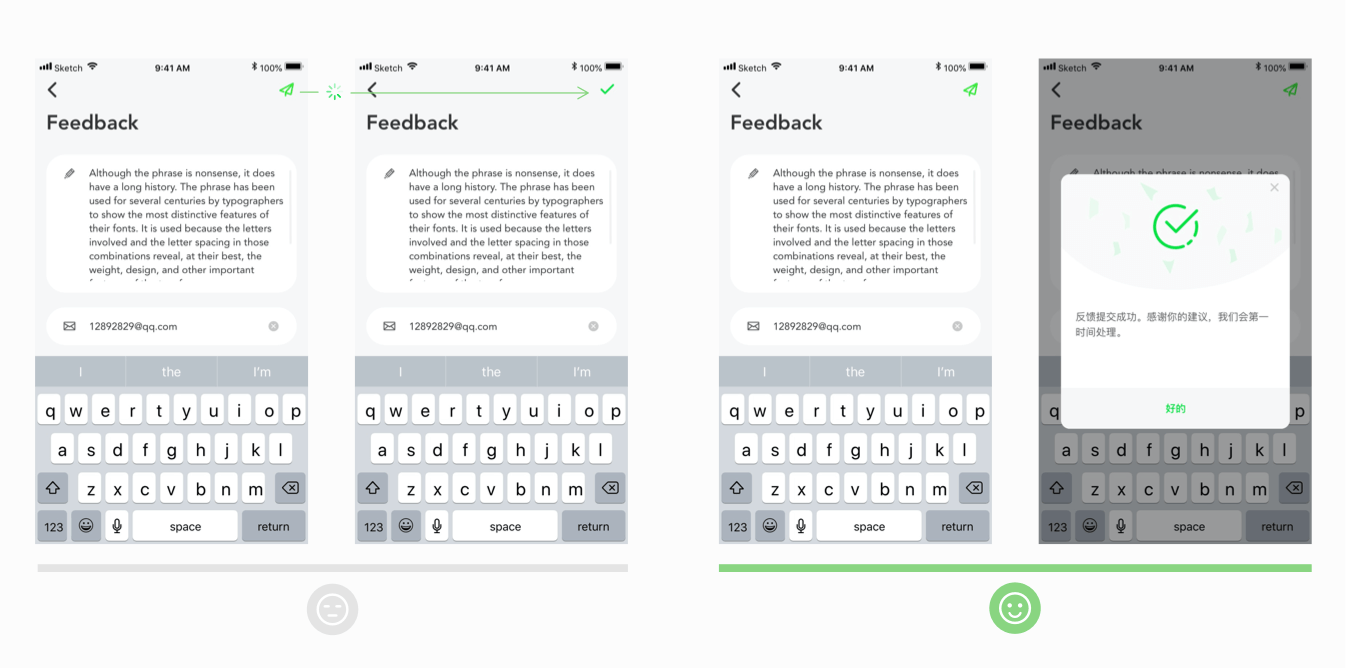 Sketch 9:41 AM 100%
Feedback
Although the phrase is nonsense, it does
have a long history. The phrase has been
used for several centuries by typographers
to show the most distinctive features of
their fonts. It is used because the letters
involved and the letter spacing in those
combinations reveal, at their best, the
weight, design, and other important
12892829@qq.com
I the I'm
q w e r t y u i o p
a s d f g h j k l
z x c v b n m
123 space return
Sketch 9:41 AM 100%
Feedback
Although the phrase is nonsense, it does
have a long history. The phrase has been
used for several centuries by typographers
to show the most distinctive features of
their fonts. It is used because the letters
involved and the letter spacing in those
combinations reveal, at their best, the
weight, design, and other important
12892829@qq.com
I the I'm
q w e r t y u i o p
a s d f g h j k l
z x c v b n m
123 space return
Sketch 9:41 AM 100%
Feedback
Although the phrase is nonsense, it does
have a long history. The phrase has been
used for several centuries by typographers
to show the most distinctive features of
their fonts. It is used because the letters
involved and the letter spacing in those
combinations reveal, at their best, the
weight, design, and other important
12892829@qq.com
I the I'm
q w e r t y u i o p
a s d f g h j k l
z x c v b n m
123 space return
Sketch 9:41 AM 100%
Feedback
Although the phrase is nonsense, it does
反馈提交成功。感谢你的建议，我们会第一
时间处理。
好的
q p
a s d f g h j k l
z x c v b n m
123 space return